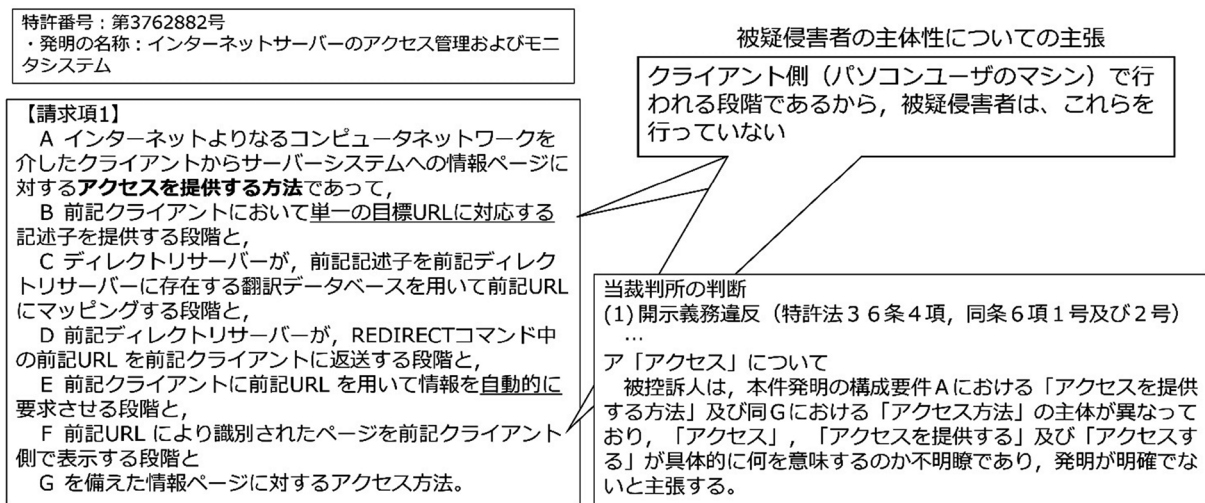 特許番号：第3762882号
・発明の名称：インターネットサーバーのアクセス管理およびモニ
タシステム
被疑侵害者の主体性についての主張
クライアント側（パソコンユーザのマシン）で行
われる段階であるから，被疑侵害者は、これらを
行っていない
【請求項1】
A インターネットよりなるコンピュータネットワークを
介したクライアントからサーバーシステムへの情報ページに
対するアクセスを提供する方法であって，
B 前記クライアントにおいて単一の目標URLに対応する
記述子を提供する段階と，
C ディレクトリサーバーが，前記記述子を前記ディレク
トリサーバーに存在する翻訳データベースを用いて前記URL
にマッピングする段階と，
D 前記ディレクトリサーバーが，REDIRECTコマンド中
の前記URL を前記クライアントに返送する段階と，
E 前記クライアントに前記URL を用いて情報を自動的に
要求させる段階と，
F 前記URL により識別されたページを前記クライアント
側で表示する段階と
G を備えた情報ページに対するアクセス方法。
当裁判所の判断
(1) 開示義務違反（特許法３６条４項，同条６項１号及び２号）
…
ア「アクセス」について
被控訴人は，本件発明の構成要件Ａにおける「アクセスを提供
する方法」及び同Ｇにおける「アクセス方法」の主体が異なって
おり，「アクセス」，「アクセスを提供する」及び「アクセスす
る」が具体的に何を意味するのか不明瞭であり，発明が明確でな
いと主張する。